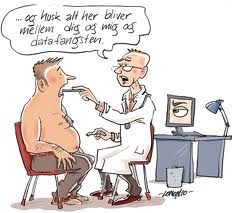 ... og husk alt her bliver
mellem dig og mig og
datafangsten.